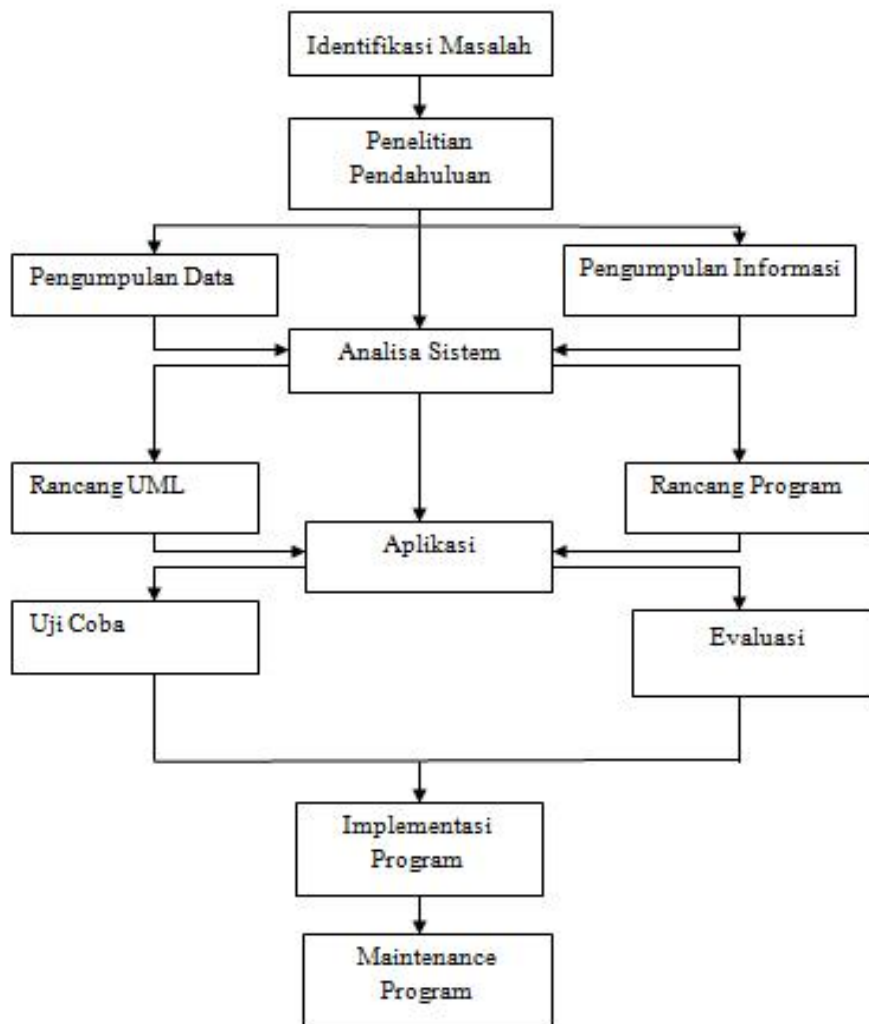 Identifikasi Masalah
Penelitian
Pendahuluan
Pengumpulan Data
Pengumpulan Informasi
Analisa Sistem
Rancang UML
Rancang Program
Aplikasi
Uji Coba
Evaluasi
Implementasi
Program
Maintenance
Program